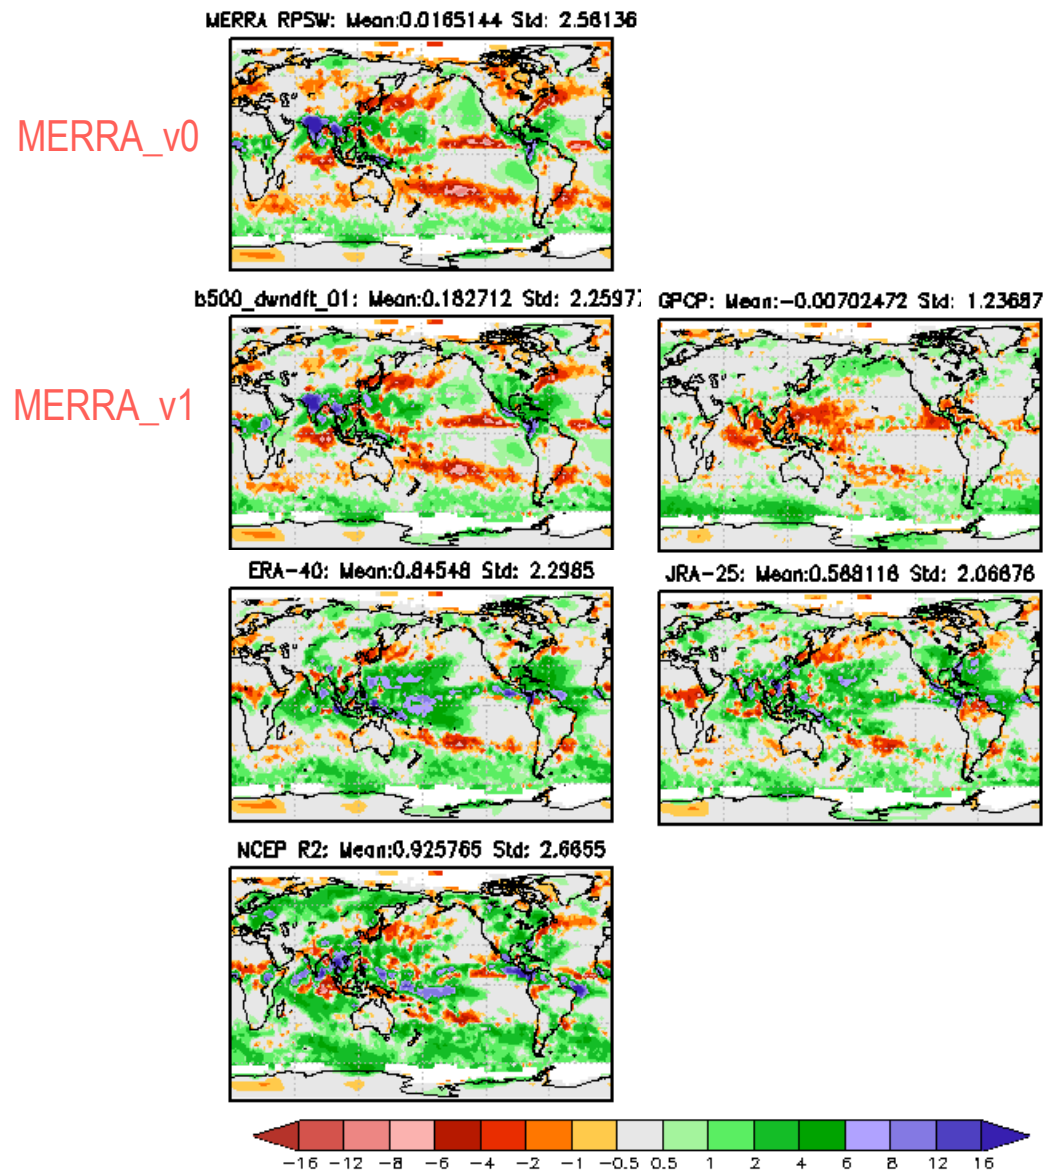 MERRA RPSW: Mean:0.0165144 Std: 2.56136
MERRA_v0
b500_dwndft_01: Mean:0.182712 Std: 2.2597
GPCP: Mean:-0.00702472 Std: 1.23687
MERRA_v1
ERA-40: Mean:0.84548 Std: 2.2985
JRA-25: Mean:0.588116 Std: 2.06676
NCEP R2: Mean:0.925765 Std: 2.6655
-16 -12 -8 -6 -4 -2 -1 -0.5 0.5 1 2 4 6 8 12 16